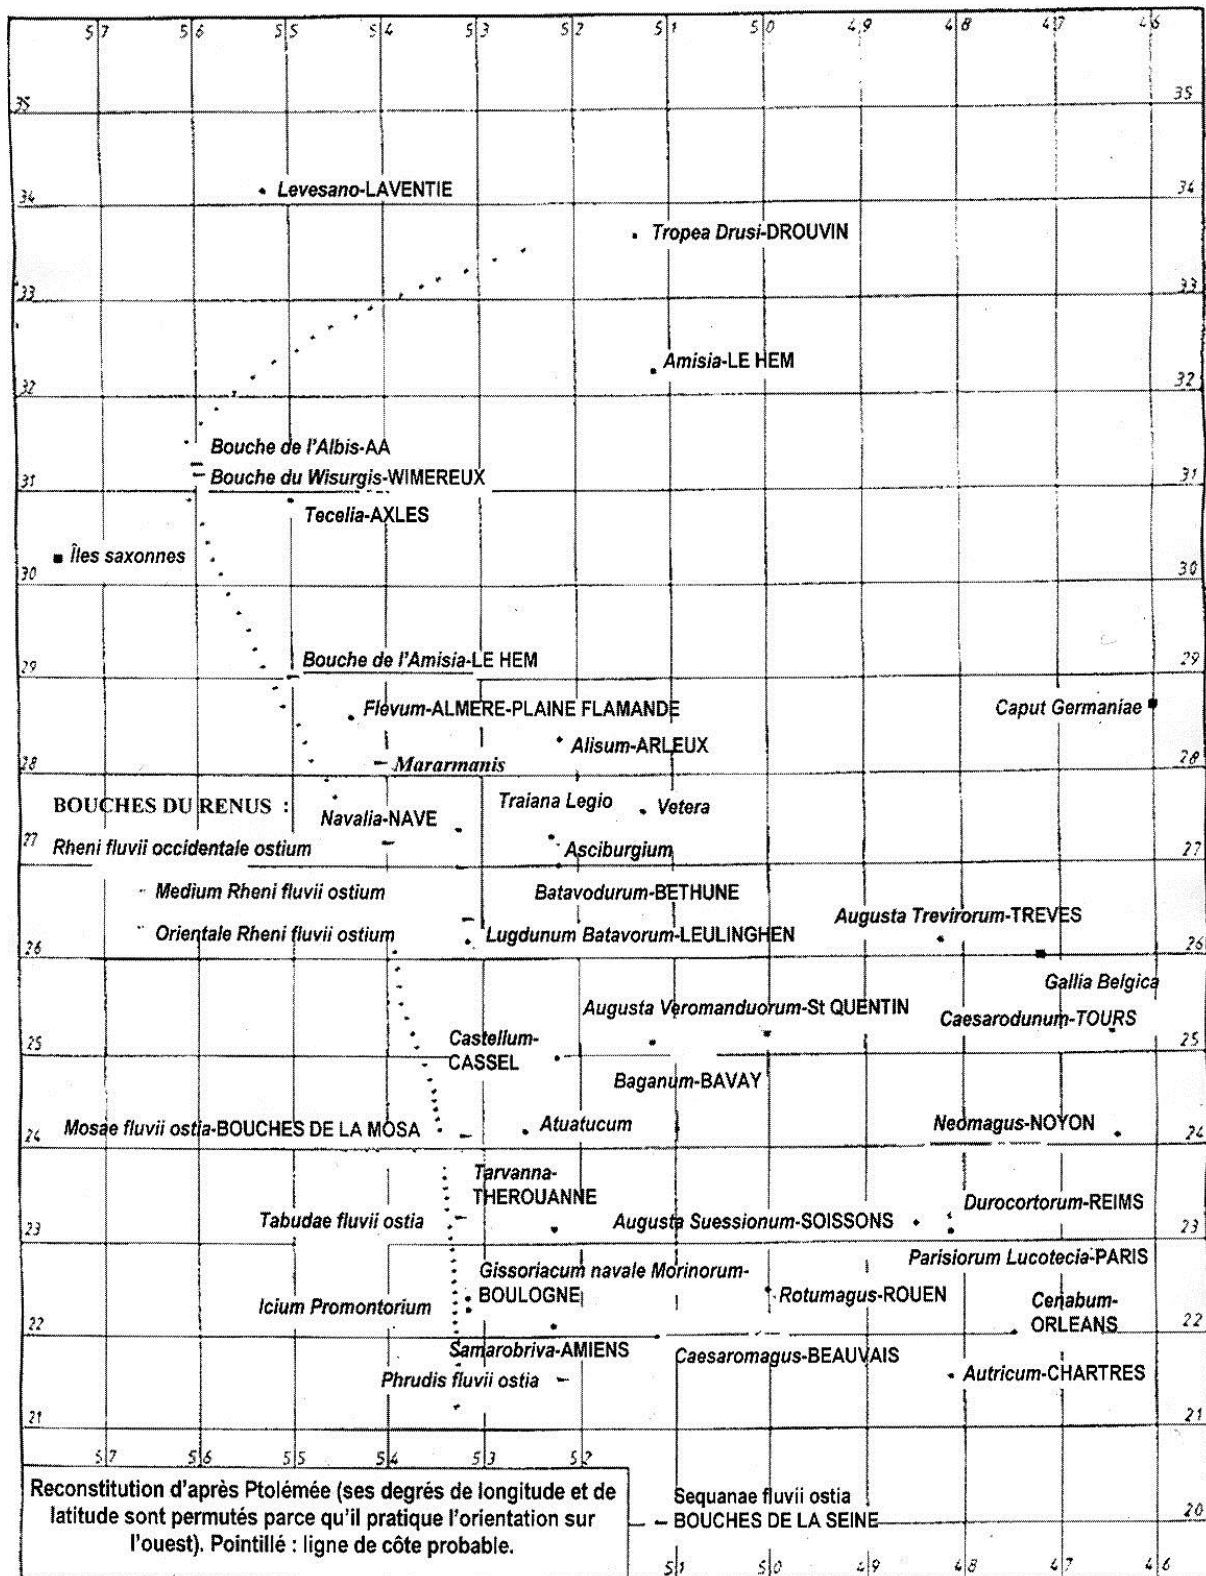 57 56 55 54 53 52 51 50 49 48 47 46
35 35
Levesano-LAVENTIE
34 34
Tropea Drusi-DROUVIN
33 33
Amisia-LE HEM
32 32
Bouche de l'Albis-AA
Bouche du Wisurgis-WIMEREUX
31 31
Tecelia-AXLES
Îles saxonnes
30 30
Bouche de l'Amisia-LE HEM
29 29
Flevum-ALMERE-PLAINE FLAMANDE
Caput Germaniae
Alisum-ARLEUX
Mararmanis
28 28
BOUCHES DU RENUS :
Traiana Legio
Vetera
Navalia-NAVE
27 27
Rheni fluvii occidentale ostium
Asciburgium
Medium Rheni fluvii ostium
Batavodurum-BETHUNE
Augusta Trevirorum-TREVES
Orientale Rheni fluvii ostium
Lugdunum Batavorum-LEULINGHEN
26 26
Gallia Belgica
Augusta Veromanduorum-St QUENTIN
Caesarodunum-TOURS
Castellum-
CASSEL
25 25
Baganum-BAVAY
Mosae fluvii ostia-BOUCHES DE LA MOSA
Atuatucum
Neomagus-NOYON
24 24
Tarvanna-
THEROUANNE
Durocortorum-REIMS
Tabudae fluvii ostia
Augusta Suessionum-SOISSONS
23 23
Parisiorum Lucotecia-PARIS
Gissoriacum navale Morinorum-
BOULOGNE
Icium Promontorium
Rotumagus-ROUEN
Cenabum-
ORLEANS
22 22
Samarobriva-AMIENS
Caesaromagus-BEAUVAIS
Phrudis fluvii ostia
Autricum-CHARTRES
21 21
57 56 55 54 53 52
Reconstitution d'après Ptolémée (ses degrés de longitude et de
latitude sont permutés parce qu'il pratique l'orientation sur
l'ouest). Pointillé : ligne de côte probable.
Sequanae fluvii ostia
BOUCHES DE LA SEINE
20
51 50 49 48 47 46